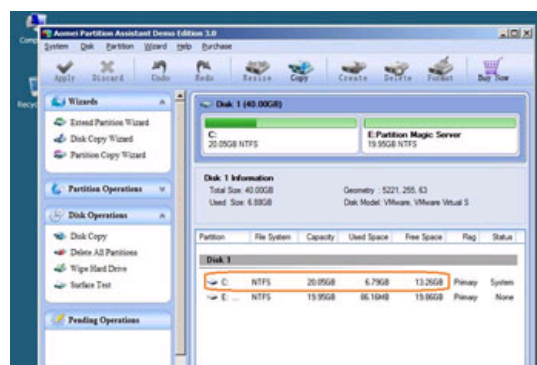 Aomei Partition Assistant Demo Edition 3.0
System Disk Partition Wizard Help Purchase
Apply Discard Undo Redo Resize Copy Create Delete Format Buy Now
Wizards
Extend Partition Wizard
Disk Copy Wizard
Partition Copy Wizard
Partition Operations
Disk Operations
Disk Copy
Delete All Partitions
Wipe Hard Drive
Surface Test
Pending Operations
Disk 1 (40.00GB)
C:
20.05GB NTFS
E:Partition Magic Server
19.95GB NTFS
Disk 1 Information
Total Size: 40.00GB Geometry : 5221, 255, 63
Used Size: 6.88GB Disk Model: VMware, VMware Virtual S
Partition File System Capacity Used Space Free Space Flag Status
Disk 1
C: NTFS 20.05GB 6.79GB 13.26GB Primary System
E: ... NTFS 19.95GB 86.16MB 19.86GB Primary None